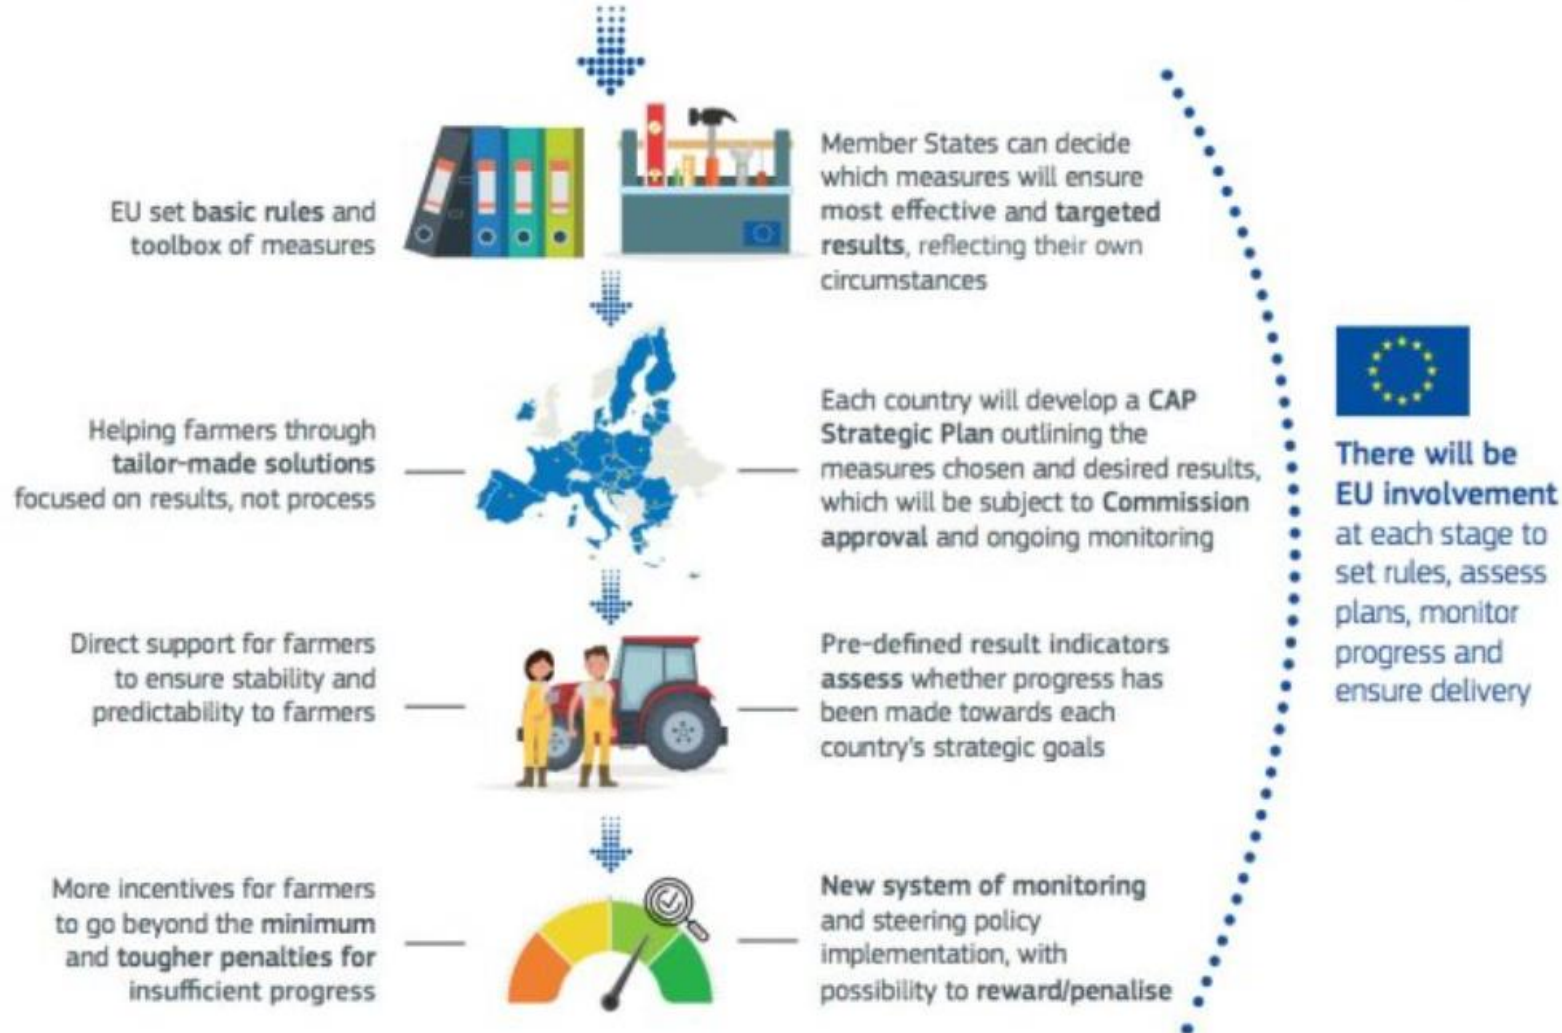 EU set basic rules and
toolbox of measures
Member States can decide
which measures will ensure
most effective and targeted
results, reflecting their own
circumstances
Helping farmers through
tailor-made solutions
focused on results, not process
Each country will develop a CAP
Strategic Plan outlining the
measures chosen and desired results,
which will be subject to Commission
approval and ongoing monitoring
Direct support for farmers
to ensure stability and
predictability to farmers
Pre-defined result indicators
assess whether progress has
been made towards each
country's strategic goals
More incentives for farmers
to go beyond the minimum
and tougher penalties for
insufficient progress
New system of monitoring
and steering policy
implementation, with
possibility to reward/penalise
There will be
EU involvement
at each stage to
set rules, assess
plans, monitor
progress and
ensure delivery